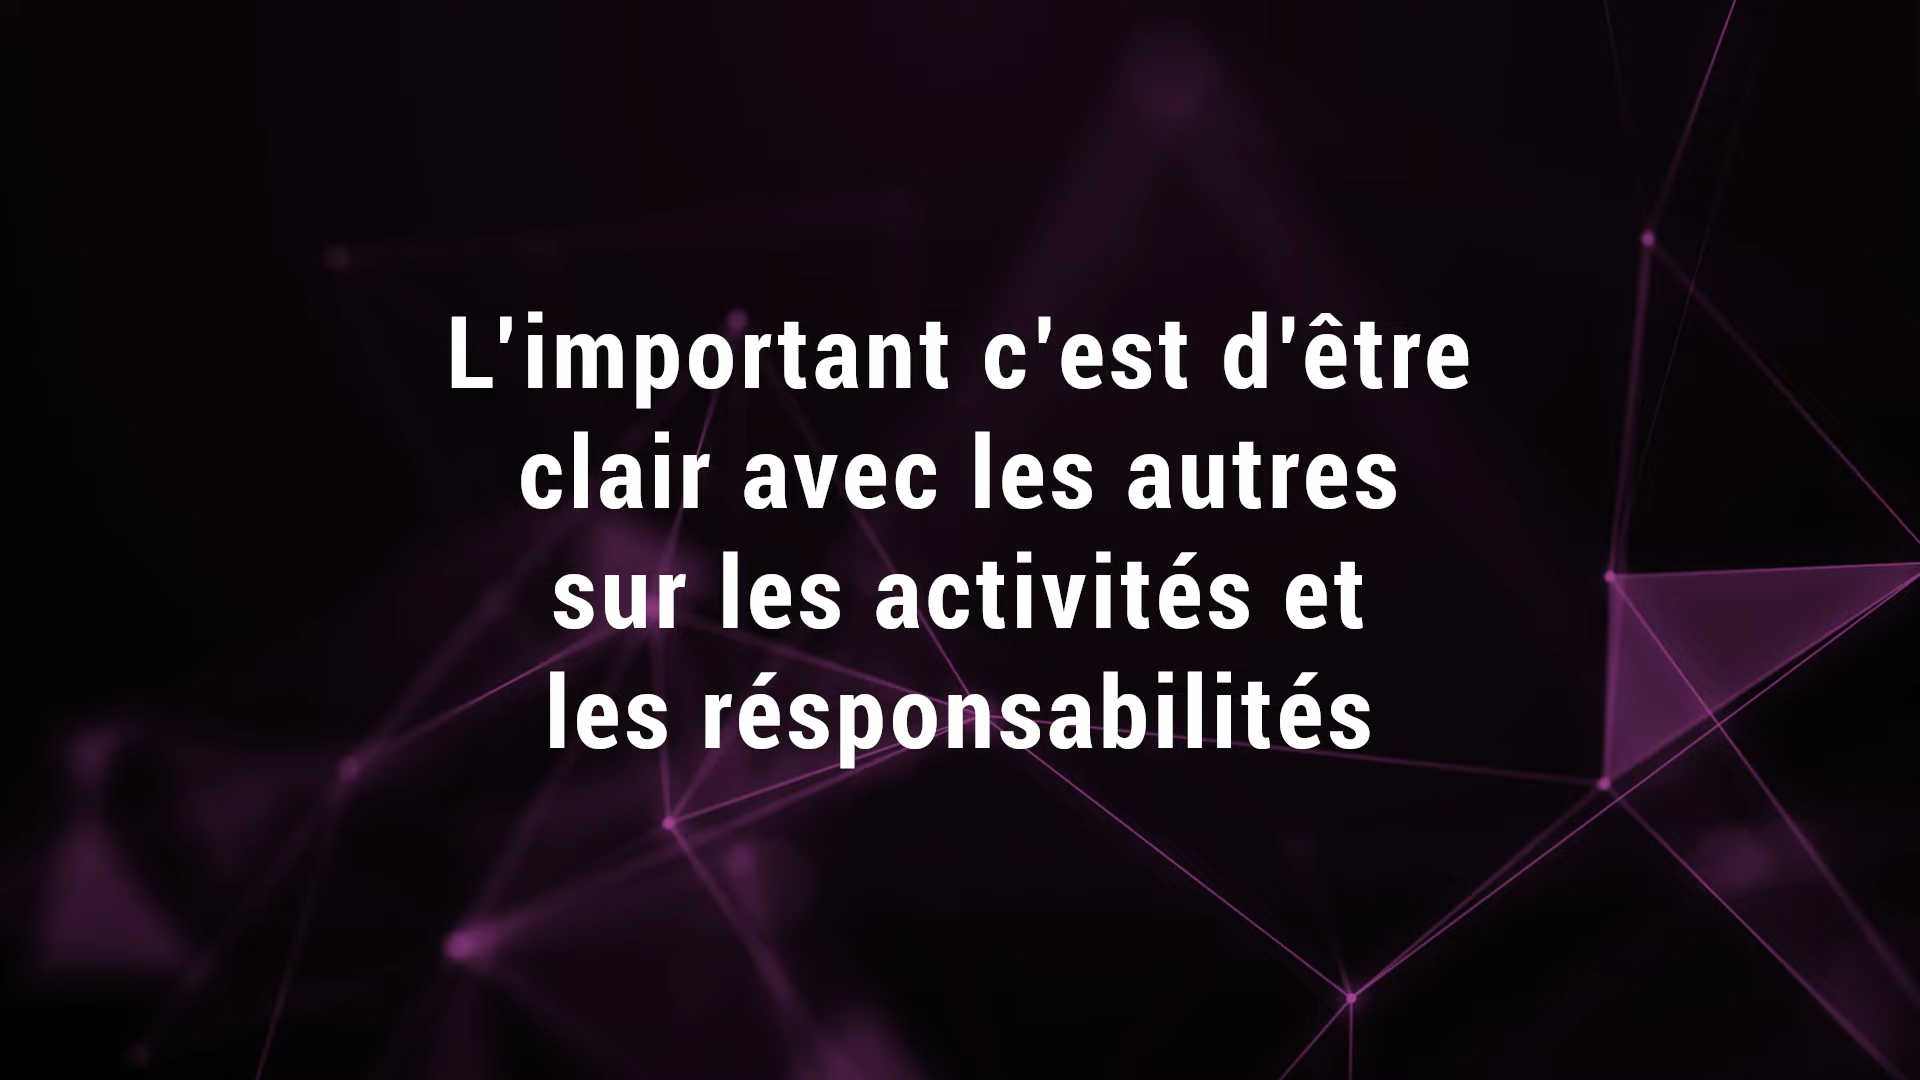 L'important c'est d'être
clair avec les autres
sur les activités et
les résponsabilités